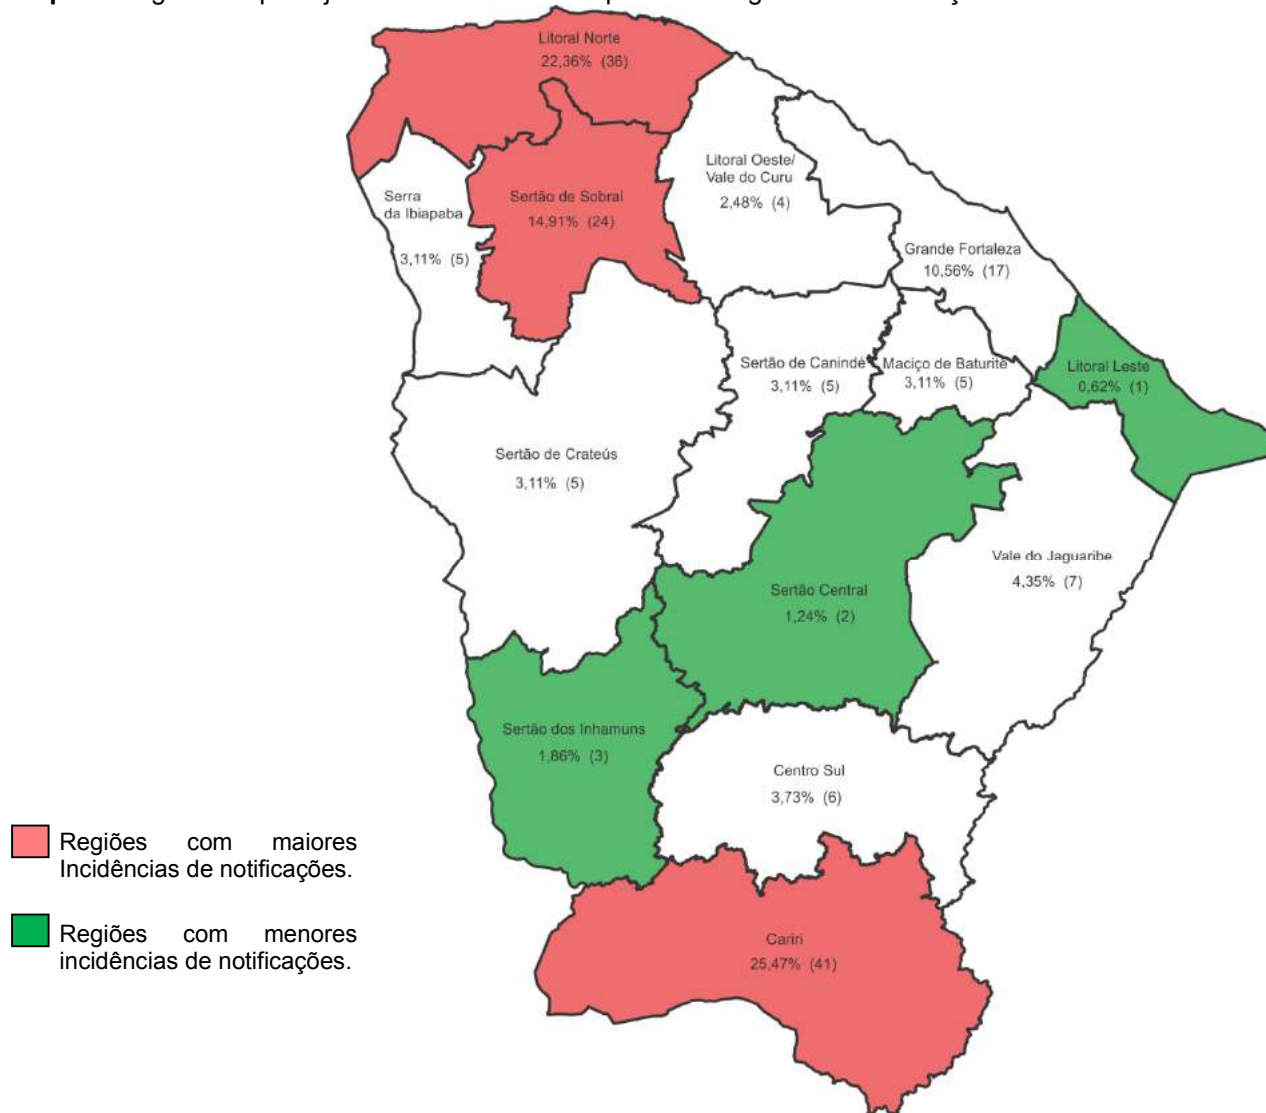 Litoral Norte
22,36% (36)
Litoral Oeste/
Vale do Curu
2,48% (4)
Serra
da Ibiapaba
3,11% (5)
Sertão de Sobral
14,91% (24)
Grande Fortaleza
10,56% (17)
Sertão de Canindé
3,11% (5)
Maciço de Baturité
3,11% (5)
Litoral Leste
0,62% (1)
Sertão de Crateús
3,11% (5)
Vale do Jaguaribe
4,35% (7)
Sertão Central
1,24% (2)
Sertão dos Inhamuns
1,86% (3)
Centro Sul
3,73% (6)
Cariri
25,47% (41)
Regiões com maiores
Incidências de notificações.
Regiões com menores
incidências de notificações.